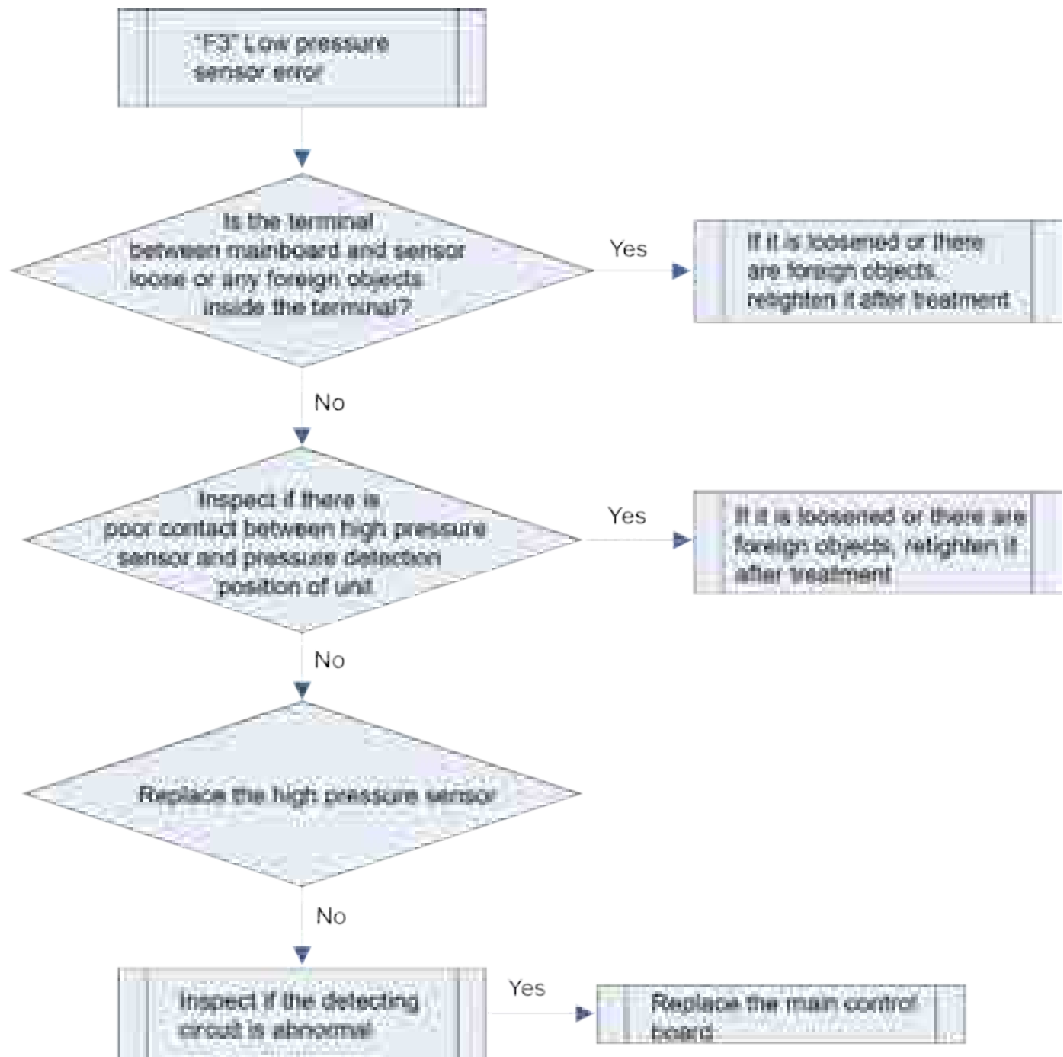 "F3" Low pressure
sensor error
Is the terminal
between mainboard and sensor
loose or any foreign objects
inside the terminal?
Yes
If it is loosened or there
are foreign objects,
retighten it after treatment
No
Inspect if there is
poor contact between high pressure
sensor and pressure detection
position of unit
Yes
If it is loosened or there are
foreign objects, retighten it
after treatment
No
Replace the high pressure sensor
No
Inspect if the detecting
circuit is abnormal
Yes
Replace the main control
board